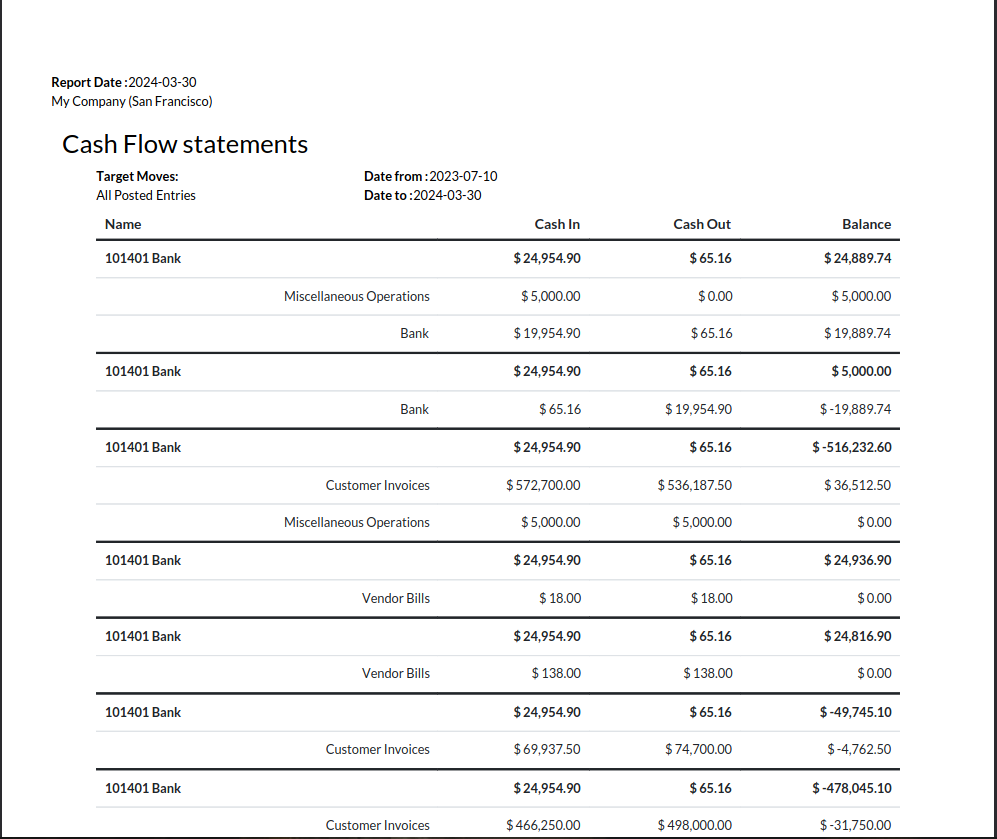 Report Date :2024-03-30
My Company (San Francisco)
Cash Flow statements
Target Moves: Date from :2023-07-10
All Posted Entries Date to :2024-03-30
Name Cash In Cash Out Balance
101401 Bank $ 24,954.90 $ 65.16 $ 24,889.74
Miscellaneous Operations $ 5,000.00 $ 0.00 $ 5,000.00
Bank $ 19,954.90 $ 65.16 $ 19,889.74
101401 Bank $ 24,954.90 $ 65.16 $ 5,000.00
Bank $ 65.16 $ 19,954.90 $ -19,889.74
101401 Bank $ 24,954.90 $ 65.16 $ -516,232.60
Customer Invoices $ 572,700.00 $ 536,187.50 $ 36,512.50
Miscellaneous Operations $ 5,000.00 $ 5,000.00 $ 0.00
101401 Bank $ 24,954.90 $ 65.16 $ 24,936.90
Vendor Bills $ 18.00 $ 18.00 $ 0.00
101401 Bank $ 24,954.90 $ 65.16 $ 24,816.90
Vendor Bills $ 138.00 $ 138.00 $ 0.00
101401 Bank $ 24,954.90 $ 65.16 $ -49,745.10
Customer Invoices $ 69,937.50 $ 74,700.00 $ -4,762.50
101401 Bank $ 24,954.90 $ 65.16 $ -478,045.10
Customer Invoices $ 466,250.00 $ 498,000.00 $ -31,750.00